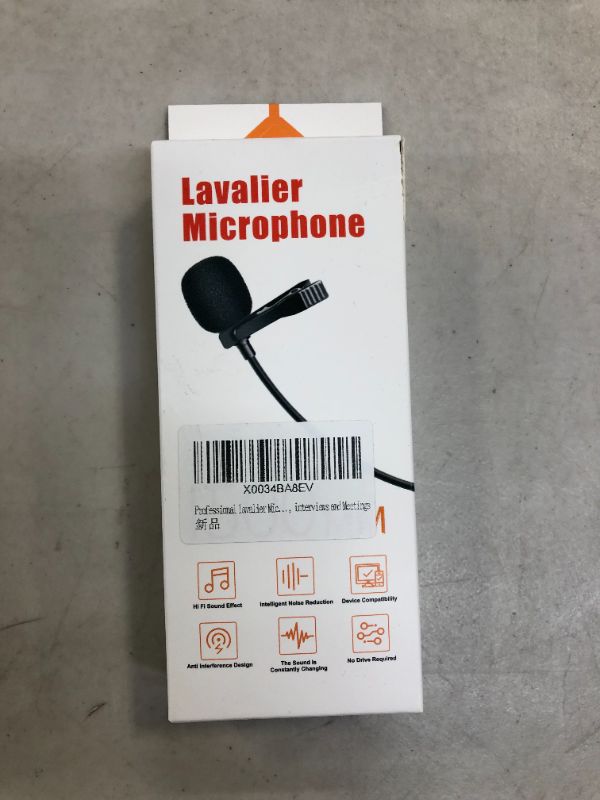 Lavalier
Microphone
X0034BA8EV
Professional lavalier Mic..., interviews and Meetings
新品
M
Hi Fi Sound Effect
Intelligent Noise Reduction
Device Compatibility
Anti Interference Design
The Sound is
Constantly Changing
No Drive Required